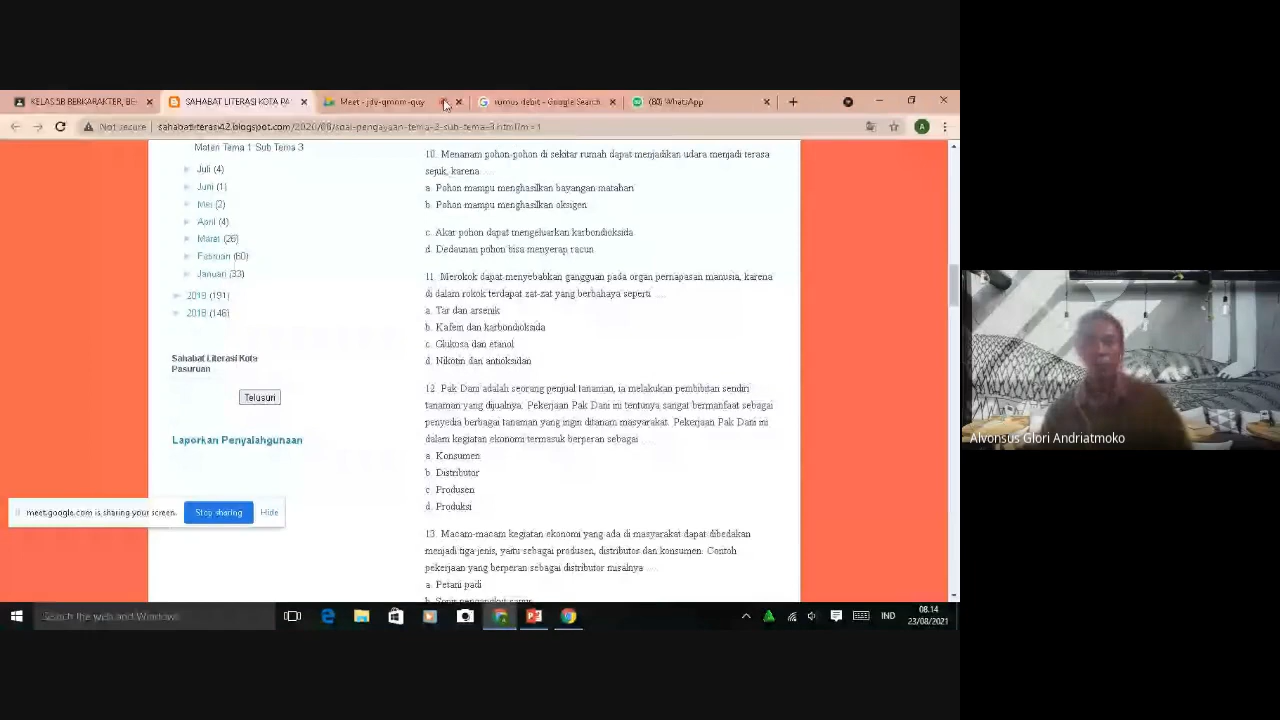 KELAS 5B BERKARAKTER, BE
SAHABAT LITERASI KOTA PA
Meet - jdv-qmnm-quy
rumus debit - Google Search
(80) WhatsApp
Not secure
sahabatliterasi42.blogspot.com/2020/08/soal-pengayaan-tema-2-sub-tema-3.html?m=1
A
Materi Tema 1 Sub Tema 3
Juli (4)
Juni (1)
Mei (2)
April (4)
Maret (26)
Februari (60)
Januari (33)
2019 (191)
2018 (146)
Sahabat Literasi Kota
Pasuruan
Telusuri
Laporkan Penyalahgunaan
10. Menanam pohon-pohon di sekitar rumah dapat menjadikan udara menjadi terasa
sejuk, karena ....
a. Pohon mampu menghasilkan bayangan matahari
b. Pohon mampu menghasilkan oksigen
c. Akar pohon dapat mengeluarkan karbondioksida
d. Dedaunan pohon bisa menyerap racun
11. Merokok dapat menyebabkan gangguan pada organ pernapasan manusia, karena
di dalam rokok terdapat zat-zat yang berbahaya seperti ....
a. Tar dan arsenik
b. Kafein dan karbondioksida
c. Glukosa dan etanol
d. Nikotin dan antioksidan
12. Pak Dani adalah seorang penjual tanaman, ia melakukan pembibitan sendiri
tanaman yang dijualnya. Pekerjaan Pak Dani ini tentunya sangat bermanfaat sebagai
penyedia berbagai tanaman yang ingin ditanam masyarakat. Pekerjaan Pak Dani ini
dalam kegiatan ekonomi termasuk berperan sebagai ....
a. Konsumen
b. Distributor
c. Produsen
d. Produksi
13. Macam-macam kegiatan ekonomi yang ada di masyarakat dapat dibedakan
menjadi tiga jenis, yaitu sebagai produsen, distributor dan konsumen. Contoh
pekerjaan yang berperan sebagai distributor misalnya ....
a. Petani padi
meet.google.com is sharing your screen.
Stop sharing
Hide
Alvonsus Glori Andriatmoko
Search the web and Windows
IND
08.14
23/08/2021